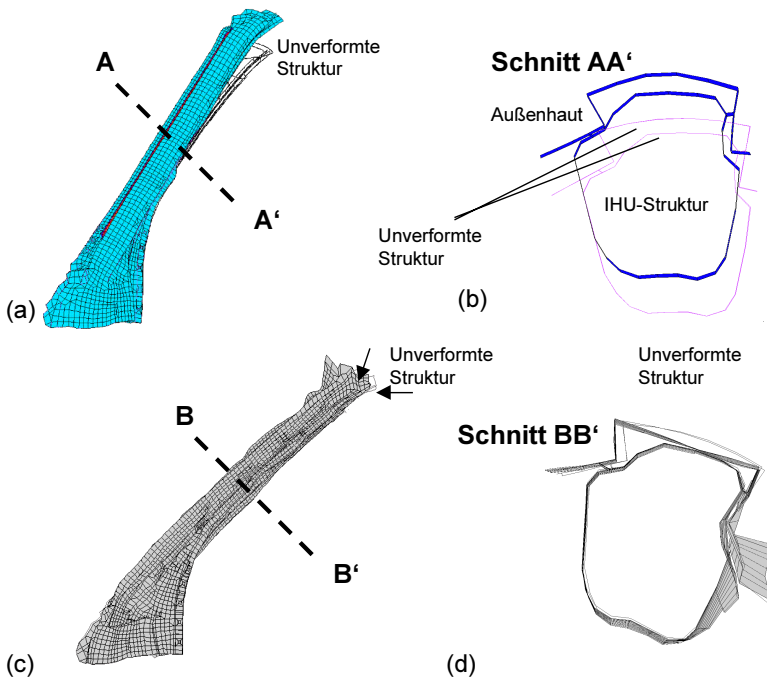 Unverformte
Struktur
A
A‘
(a)
Schnitt AA‘
Außenhaut
IHU-Struktur
Unverformte
Struktur
(b)
Unverformte
Struktur
B
B‘
(c)
Unverformte
Struktur
Schnitt BB‘
(d)